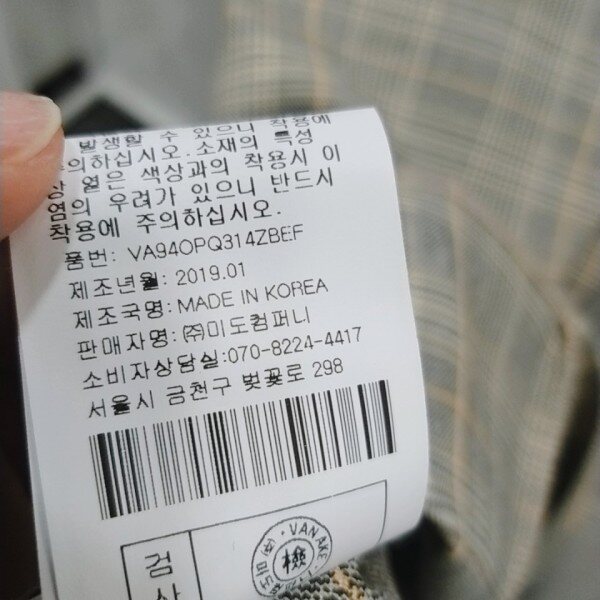 발생할 수 있으니 착용에
주의하십시오.소재의 특성
상 옅은 색상과의 착용시 이
염의 우려가 있으니 반드시
착용에 주의하십시오.
품번: VA94OPQ314ZBEF
제조년월: 2019.01
제조국명: MADE IN KOREA
판매자명: ㈜미도컴퍼니
소비자상담실:070-8224-4417
서울시 금천구 벚꽃로 298
검
사
VAN AKE
檢